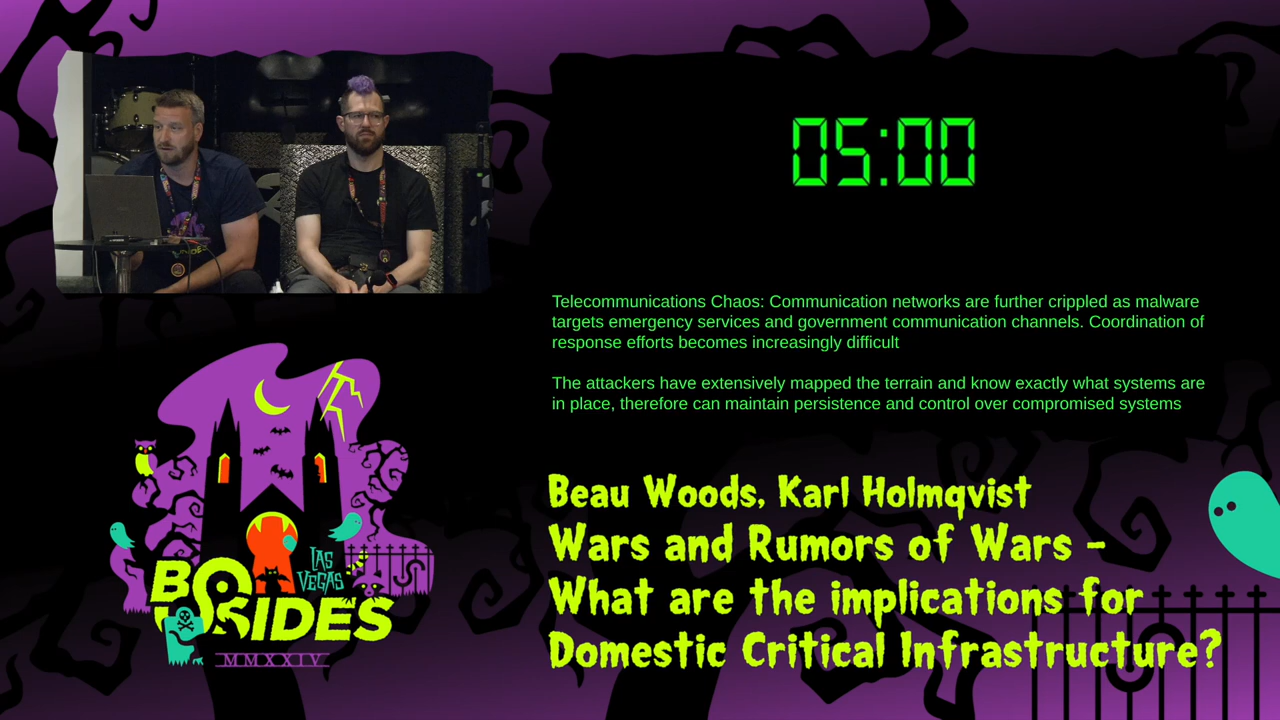 05:00
Telecommunications Chaos: Communication networks are further crippled as malware
targets emergency services and government communication channels. Coordination of
response efforts becomes increasingly difficult
The attackers have extensively mapped the terrain and know exactly what systems are
in place, therefore can maintain persistence and control over compromised systems
Beau Woods, Karl Holmqvist
Wars and Rumors of Wars -
What are the implications for
Domestic Critical Infrastructure?
LAS
VEGAS
BSIDES
MMXXIV